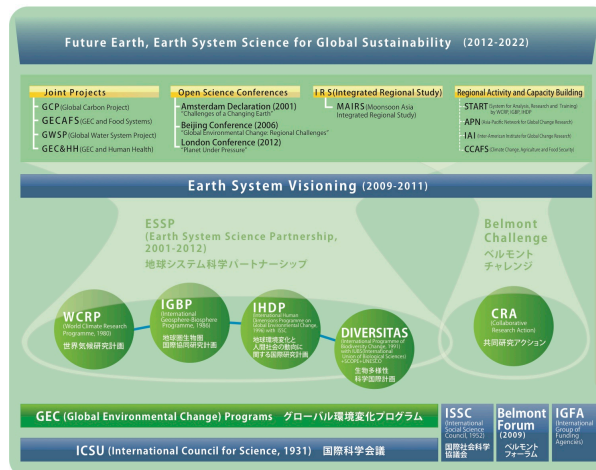 Future Earth, Earth System Science for Global Sustainability (2012-2022)
Joint Projects
GCP (Global Carbon Project)
GECAFS (GEC and Food Systems)
GWSP (Global Water System Project)
GEC&HH (GEC and Human Health)
Open Science Conferences
Amsterdam Declaration (2001)
"Challenges of a Changing Earth"
Beijing Conference (2006)
"Global Environmental Change: Regional Challenges"
London Conference (2012)
"Planet Under Pressure"
I R S (Integrated Regional Study)
MAIRS (Moonsoon Asia
Integrated Regional Study)
Regional Activity and Capacity Building
START (System for Analysis, Research and Training)
by WCRP, IGBP, IHDP
APN (Asia-Pacific Network for Global Change Research)
IAI (Inter-American Institute for Global Change Research)
CCAFS (Climate Change, Agriculture and Food Security)
Earth System Visioning (2009-2011)
ESSP
(Earth System Science Partnership,
2001-2012)
地球システム科学パートナーシップ
Belmont
Challenge
ベルモント
チャレンジ
WCRP
(World Climate Research
Programme, 1980)
世界気候研究計画
IGBP
(International
Geosphere-Biosphere
Programme, 1986)
地球圏生物圏
国際協同研究計画
IHDP
(International Human
Dimensions Programme on
Global Environmental Change,
1996) with ISSC
地球環境変化と
人間社会の動向に
関する国際研究計画
DIVERSITAS
(International Programme of
Biodiversity Change, 1991)
with IUBS(International
Union of Biological Sciences)
+SCOPE+UNESCO
生物多様性
科学国際計画
CRA
(Collaborative
Research Action)
共同研究アクション
GEC (Global Environmental Change) Programs グローバル環境変化プログラム
ICSU (International Council for Science, 1931) 国際科学会議
ISSC
(International
Social Science
Council, 1952)
国際社会科学
協議会
Belmont
Forum
(2009)
ベルモント
フォーラム
IGFA
(International
Group of
Funding
Agencies)